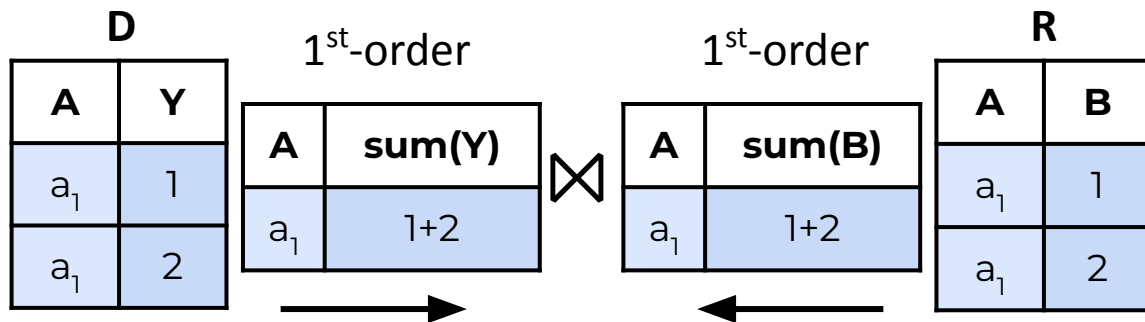 D
A Y
a₁ 1
a₁ 2
1ˢᵗ-order
A sum(Y)
a₁ 1+2
⋈
1ˢᵗ-order
A sum(B)
a₁ 1+2
R
A B
a₁ 1
a₁ 2